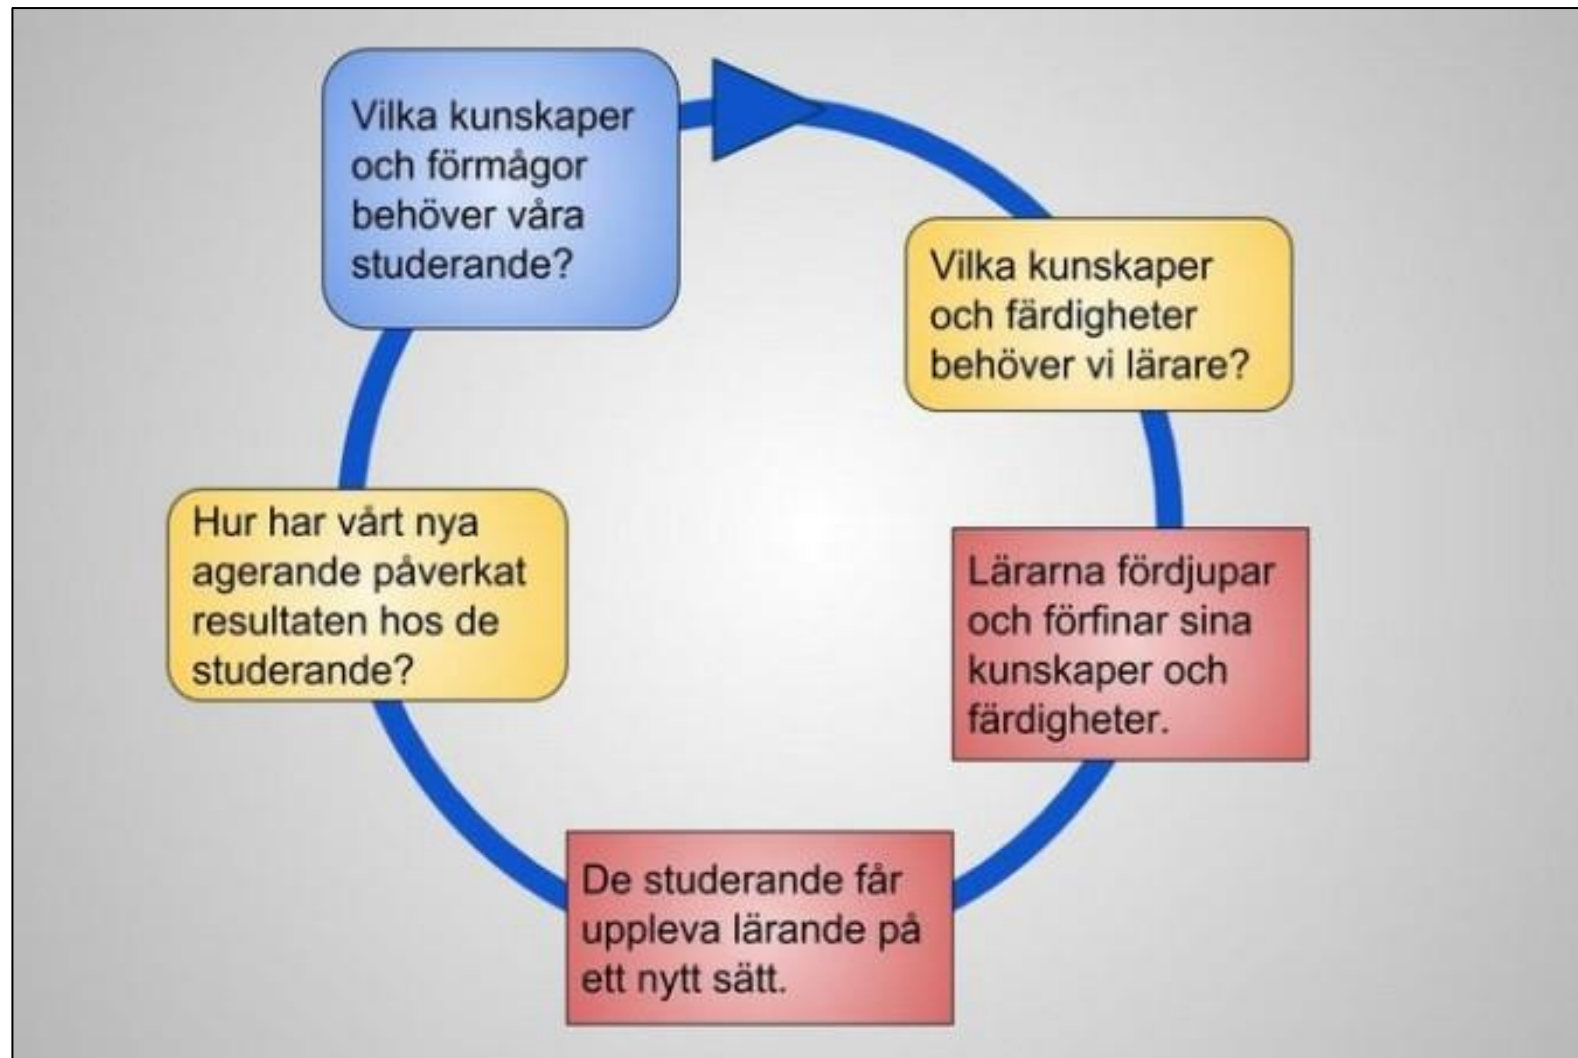 Vilka kunskaper
och förmågor
behöver våra
studerande?
Vilka kunskaper
och färdigheter
behöver vi lärare?
Lärarna fördjupar
och förfinar sina
kunskaper och
färdigheter.
De studerande får
uppleva lärande på
ett nytt sätt.
Hur har vårt nya
agerande påverkat
resultaten hos de
studerande?